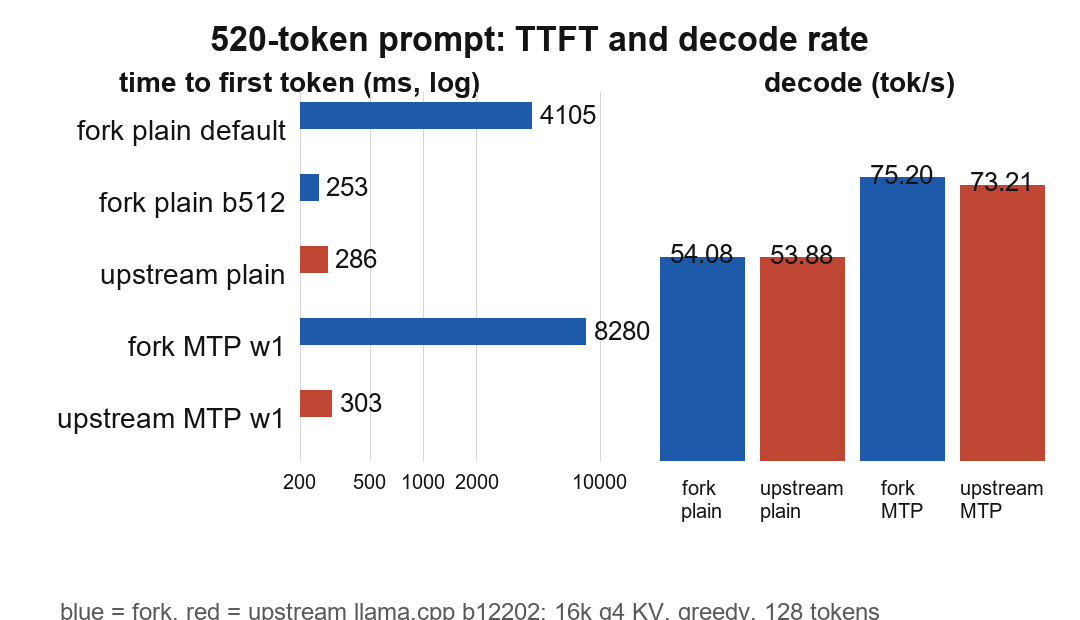 520-token prompt: TTFT and decode rate
time to first token (ms, log)
decode (tok/s)
fork plain default
4105
fork plain b512
253
upstream plain
286
fork MTP w1
8280
upstream MTP w1
303
200 500 1000 2000 10000
54.08
53.88
75.20
73.21
fork
plain
upstream
plain
fork
MTP
upstream
MTP
blue = fork, red = upstream llama.cpp b12202; 16k q4 KV, greedy, 128 tokens